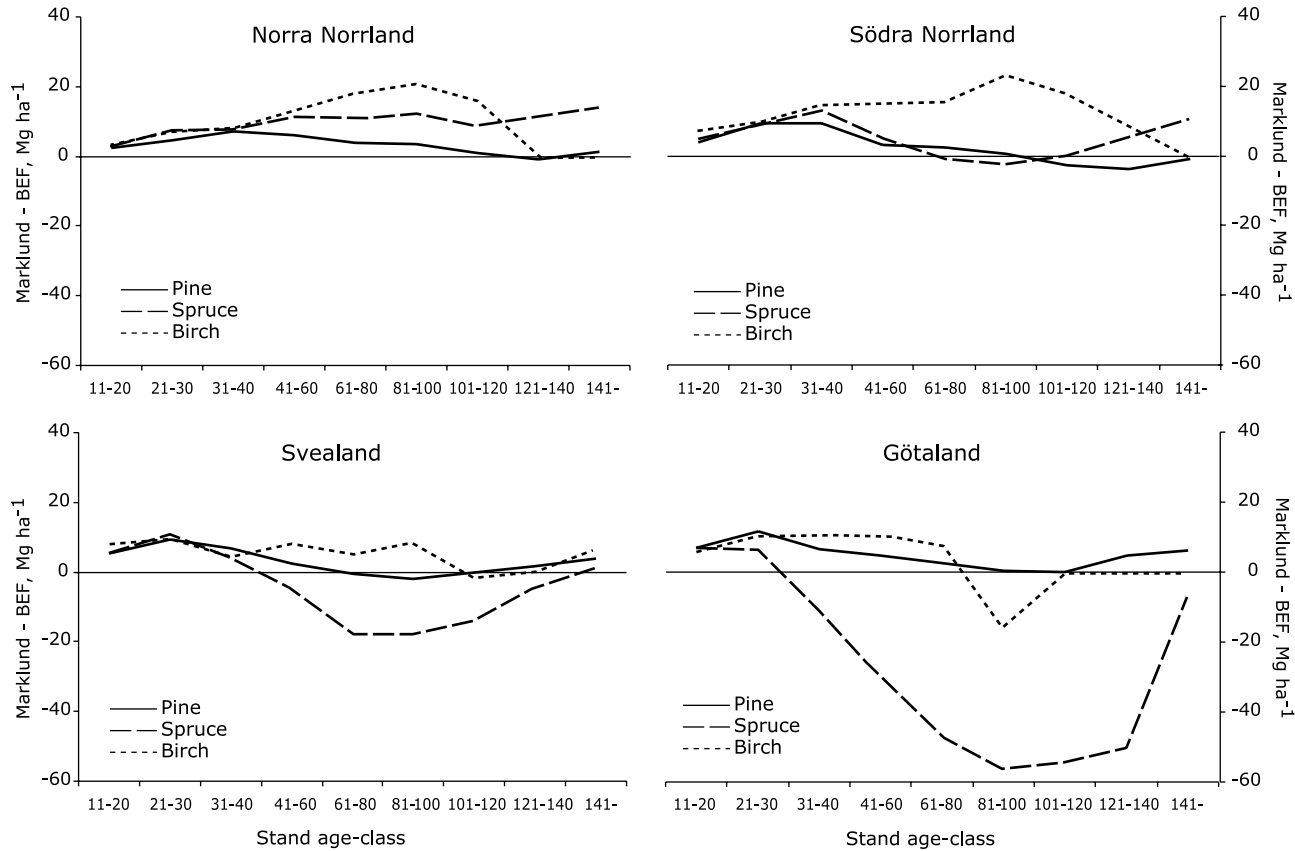 Norra Norrland
Marklund - BEF, Mg ha-1
40
20
0
-20
-40
-60
Pine
Spruce
Birch
11-20 21-30 31-40 41-60 61-80 81-100 101-120 121-140 141-
Södra Norrland
40
20
0
-20
-40
-60
Marklund - BEF, Mg ha-1
Pine
Spruce
Birch
11-20 21-30 31-40 41-60 61-80 81-100 101-120 121-140 141-
Svealand
Marklund - BEF, Mg ha-1
40
20
0
-20
-40
-60
Pine
Spruce
Birch
11-20 21-30 31-40 41-60 61-80 81-100 101-120 121-140 141-
Stand age-class
Götaland
40
20
0
-20
-40
-60
Marklund - BEF, Mg ha-1
Pine
Spruce
Birch
11-20 21-30 31-40 41-60 61-80 81-100 101-120 121-140 141-
Stand age-class